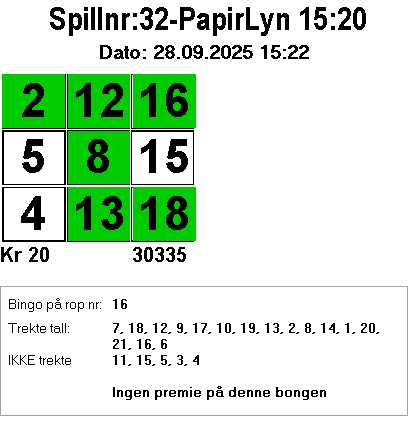 Spillnr:32-PapirLyn 15:20
Dato: 28.09.2025 15:22
2 12 16
5 8 15
4 13 18
Kr 20 30335
Bingo på rop nr: 16
Trekte tall: 7, 18, 12, 9, 17, 10, 19, 13, 2, 8, 14, 1, 20,
21, 16, 6
IKKE trekte 11, 15, 5, 3, 4
Ingen premie på denne bongen